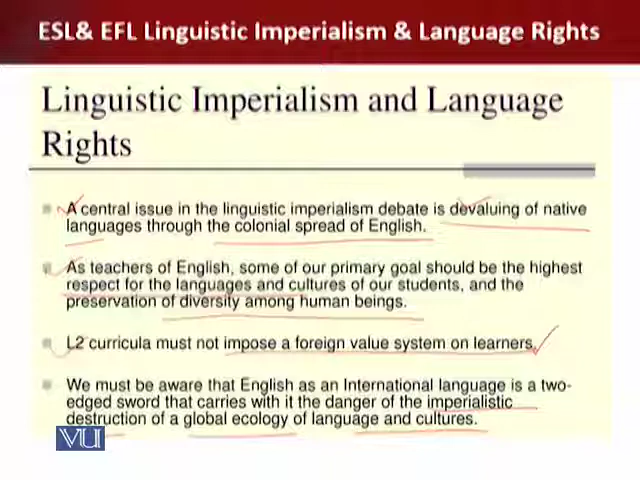 ESL& EFL Linguistic Imperialism & Language Rights
Linguistic Imperialism and Language
Rights
A central issue in the linguistic imperialism debate is devaluing of native
languages through the colonial spread of English.
As teachers of English, some of our primary goal should be the highest
respect for the languages and cultures of our students, and the
preservation of diversity among human beings.
L2 curricula must not impose a foreign value system on learners.
We must be aware that English as an International language is a two-
edged sword that carries with it the danger of the imperialistic
destruction of a global ecology of language and cultures.
VU